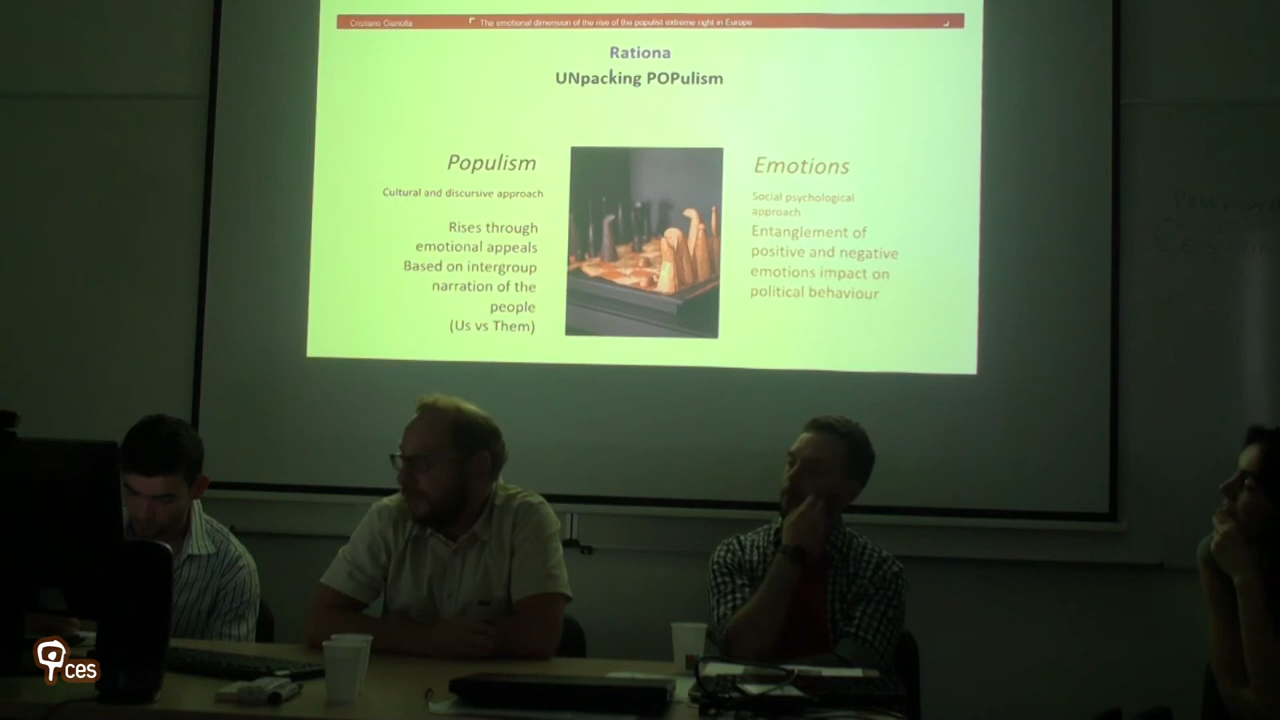 Cristiano Gianolla
The emotional dimension of the rise of the populist extreme right in Europe
Rationa
UNpacking POPulism
Populism
Cultural and discursive approach
Rises through
emotional appeals
Based on intergroup
narration of the
people
(Us vs Them)
Emotions
Social psychological
approach
Entanglement of
positive and negative
emotions impact on
political behaviour
ces